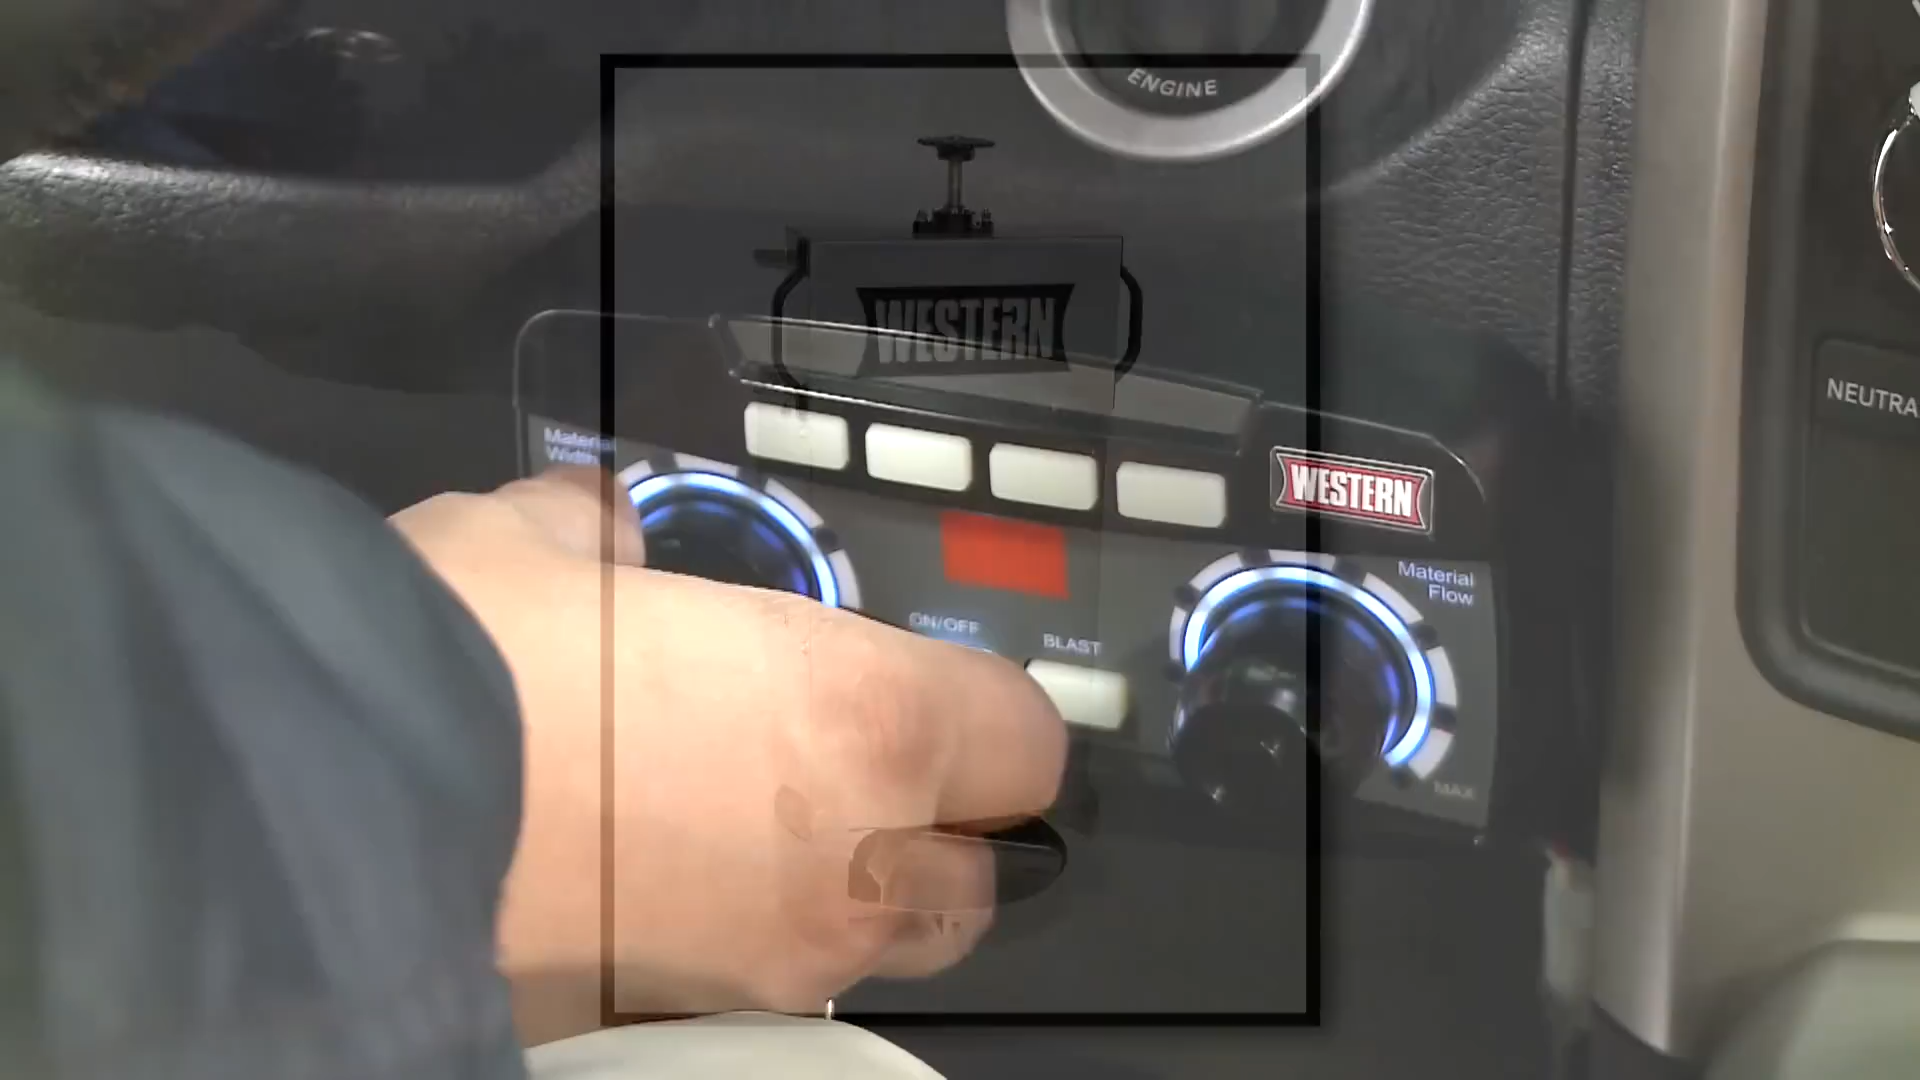 ENGINE
WESTERN
NEUTRA
Material
Width
WESTERN
Material
Flow
ON/OFF
BLAST
MAX